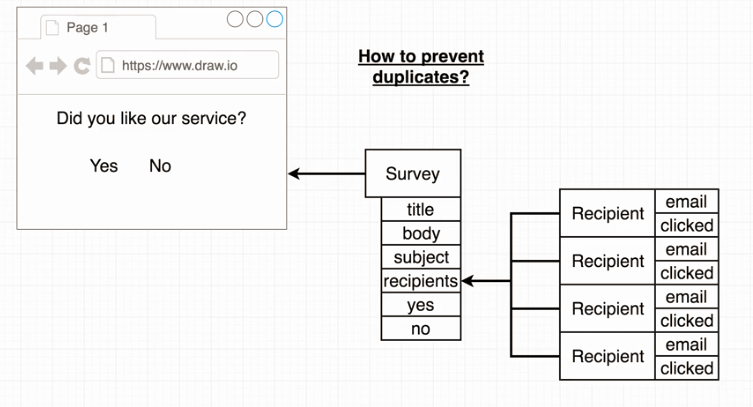 Page 1
https://www.draw.io
How to prevent
duplicates?
Did you like our service?
Yes No
Survey
title
body
subject
recipients
yes
no
Recipient
email
clicked
Recipient
email
clicked
Recipient
email
clicked
Recipient
email
clicked